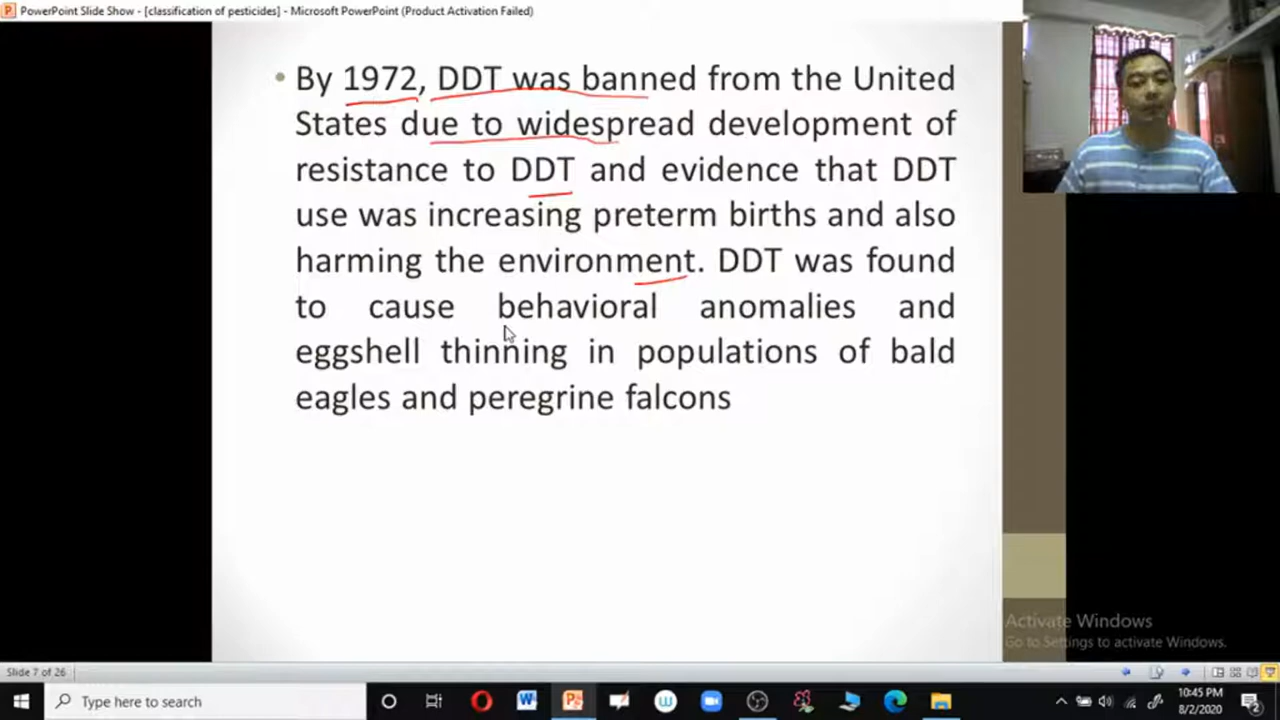 PowerPoint Slide Show - [classification of pesticides] - Microsoft PowerPoint (Product Activation Failed)
• By 1972, DDT was banned from the United
States due to widespread development of
resistance to DDT and evidence that DDT
use was increasing preterm births and also
harming the environment. DDT was found
to cause behavioral anomalies and
eggshell thinning in populations of bald
eagles and peregrine falcons
Activate Windows
Go to Settings to activate Windows.
Slide 7 of 26
Type here to search
10:45 PM
8/2/2020